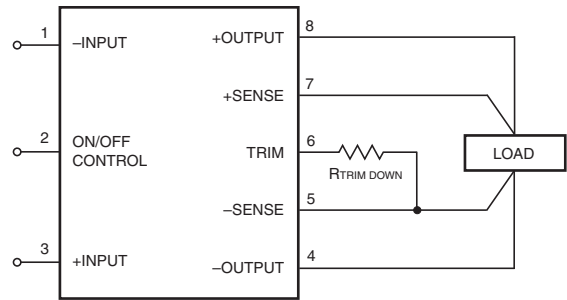 1
–INPUT
2
ON/OFF
CONTROL
3
+INPUT
+OUTPUT
8
+SENSE
7
TRIM
6
RTRIM DOWN
–SENSE
5
–OUTPUT
4
LOAD